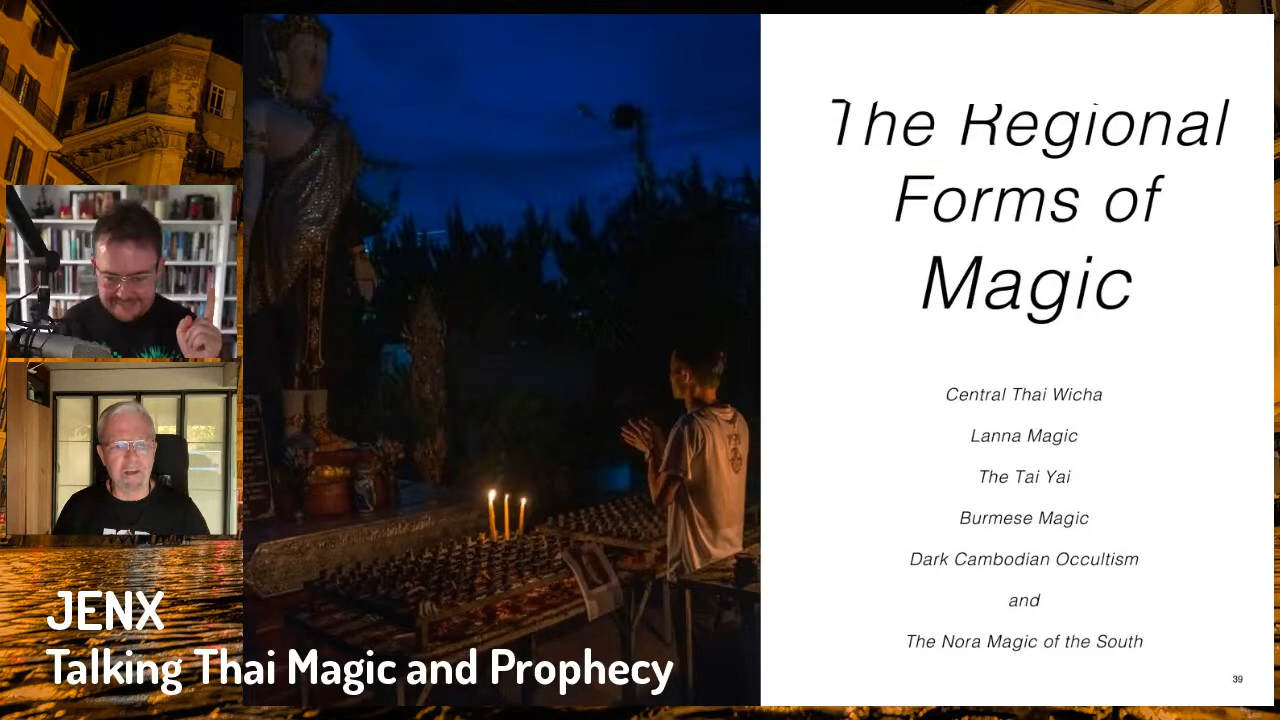 The Regional
Forms of
Magic
Central Thai Wicha
Lanna Magic
The Tai Yai
Burmese Magic
Dark Cambodian Occultism
and
The Nora Magic of the South
39
JENX
Talking Thai Magic and Prophecy